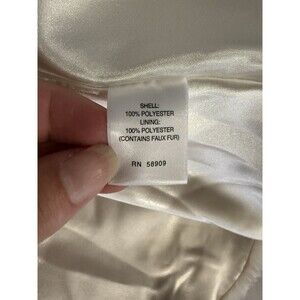 SHELL:
100% POLYESTER
LINING:
100% POLYESTER
(CONTAINS FAUX FUR)
RN 58909